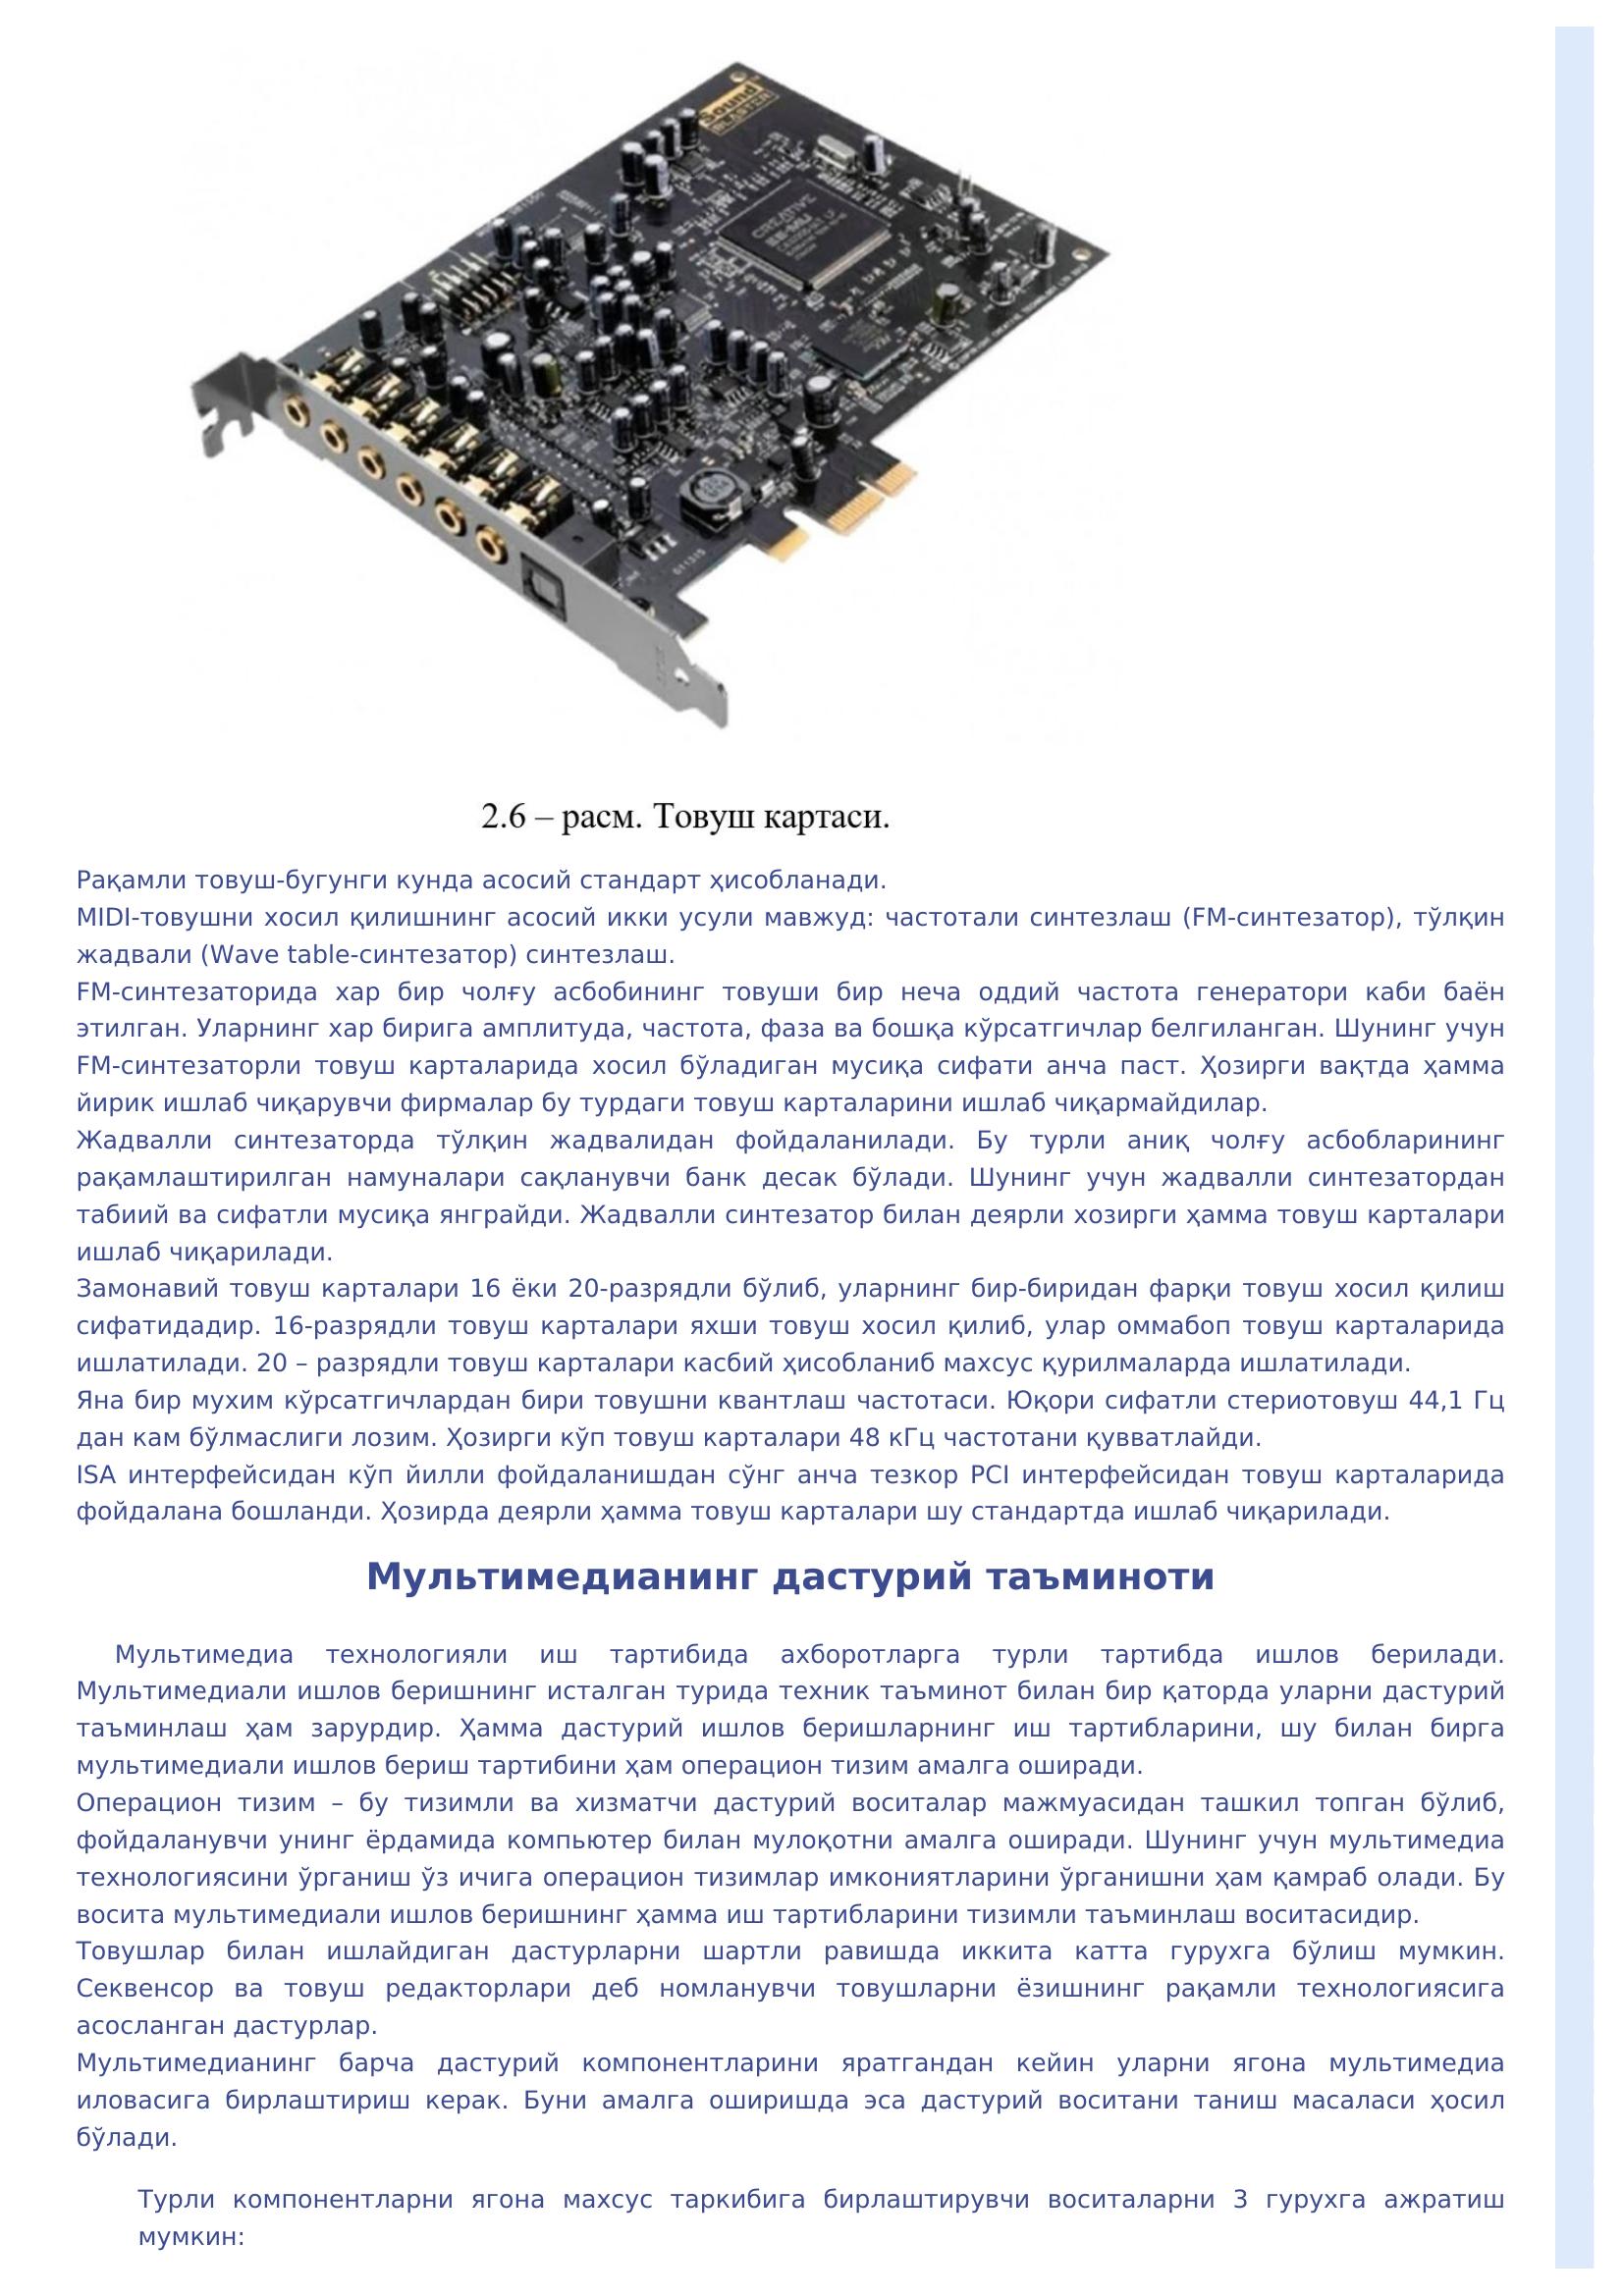 Sound
BLASTER
CREATIVE
2.6 – расм. Товуш картаси.
Рақамли товуш-бугунги кунда асосий стандарт ҳисобланади.
MIDI-товушни хосил қилишнинг асосий икки усули мавжуд: частотали синтезлаш (FM-синтезатор), тўлқин
жадвали (Wave table-синтезатор) синтезлаш.
FM-синтезаторида хар бир чолғу асбобининг товуши бир неча оддий частота генератори каби баён
этилган. Уларнинг хар бирига амплитуда, частота, фаза ва бошқа кўрсатгичлар белгиланган. Шунинг учун
FM-синтезаторли товуш карталарида хосил бўладиган мусиқа сифати анча паст. Ҳозирги вақтда ҳамма
йирик ишлаб чиқарувчи фирмалар бу турдаги товуш карталарини ишлаб чиқармайдилар.
Жадвалли синтезаторда тўлқин жадвалидан фойдаланилади. Бу турли аниқ чолғу асбобларининг
рақамлаштирилган намуналари сақланувчи банк десак бўлади. Шунинг учун жадвалли синтезатордан
табиий ва сифатли мусиқа янграйди. Жадвалли синтезатор билан деярли хозирги ҳамма товуш карталари
ишлаб чиқарилади.
Замонавий товуш карталари 16 ёки 20-разрядли бўлиб, уларнинг бир-биридан фарқи товуш хосил қилиш
сифатидадир. 16-разрядли товуш карталари яхши товуш хосил қилиб, улар оммабоп товуш карталарида
ишлатилади. 20 – разрядли товуш карталари касбий ҳисобланиб махсус қурилмаларда ишлатилади.
Яна бир мухим кўрсатгичлардан бири товушни квантлаш частотаси. Юқори сифатли стериотовуш 44,1 Гц
дан кам бўлмаслиги лозим. Ҳозирги кўп товуш карталари 48 кГц частотани қувватлайди.
ISA интерфейсидан кўп йилли фойдаланишдан сўнг анча тезкор PCI интерфейсидан товуш карталарида
фойдалана бошланди. Ҳозирда деярли ҳамма товуш карталари шу стандартда ишлаб чиқарилади.
Мультимедианинг дастурий таъминоти
Мультимедиа технологияли иш тартибида ахборотларга турли тартибда ишлов берилади.
Мультимедиали ишлов беришнинг исталган турида техник таъминот билан бир қаторда уларни дастурий
таъминлаш ҳам зарурдир. Ҳамма дастурий ишлов беришларнинг иш тартибларини, шу билан бирга
мультимедиали ишлов бериш тартибини ҳам операцион тизим амалга оширади.
Операцион тизим – бу тизимли ва хизматчи дастурий воситалар мажмуасидан ташкил топган бўлиб,
фойдаланувчи унинг ёрдамида компьютер билан мулоқотни амалга оширади. Шунинг учун мультимедиа
технологиясини ўрганиш ўз ичига операцион тизимлар имкониятларини ўрганишни ҳам қамраб олади. Бу
восита мультимедиали ишлов беришнинг ҳамма иш тартибларини тизимли таъминлаш воситасидир.
Товушлар билан ишлайдиган дастурларни шартли равишда иккита катта гурухга бўлиш мумкин.
Секвенсор ва товуш редакторлари деб номланувчи товушларни ёзишнинг рақамли технологиясига
асосланган дастурлар.
Мультимедианинг барча дастурий компонентларини яратгандан кейин уларни ягона мультимедиа
иловасига бирлаштириш керак. Буни амалга оширишда эса дастурий воситани таниш масаласи ҳосил
бўлади.
Турли компонентларни ягона махсус таркибига бирлаштирувчи воситаларни 3 гурухга ажратиш
мумкин: